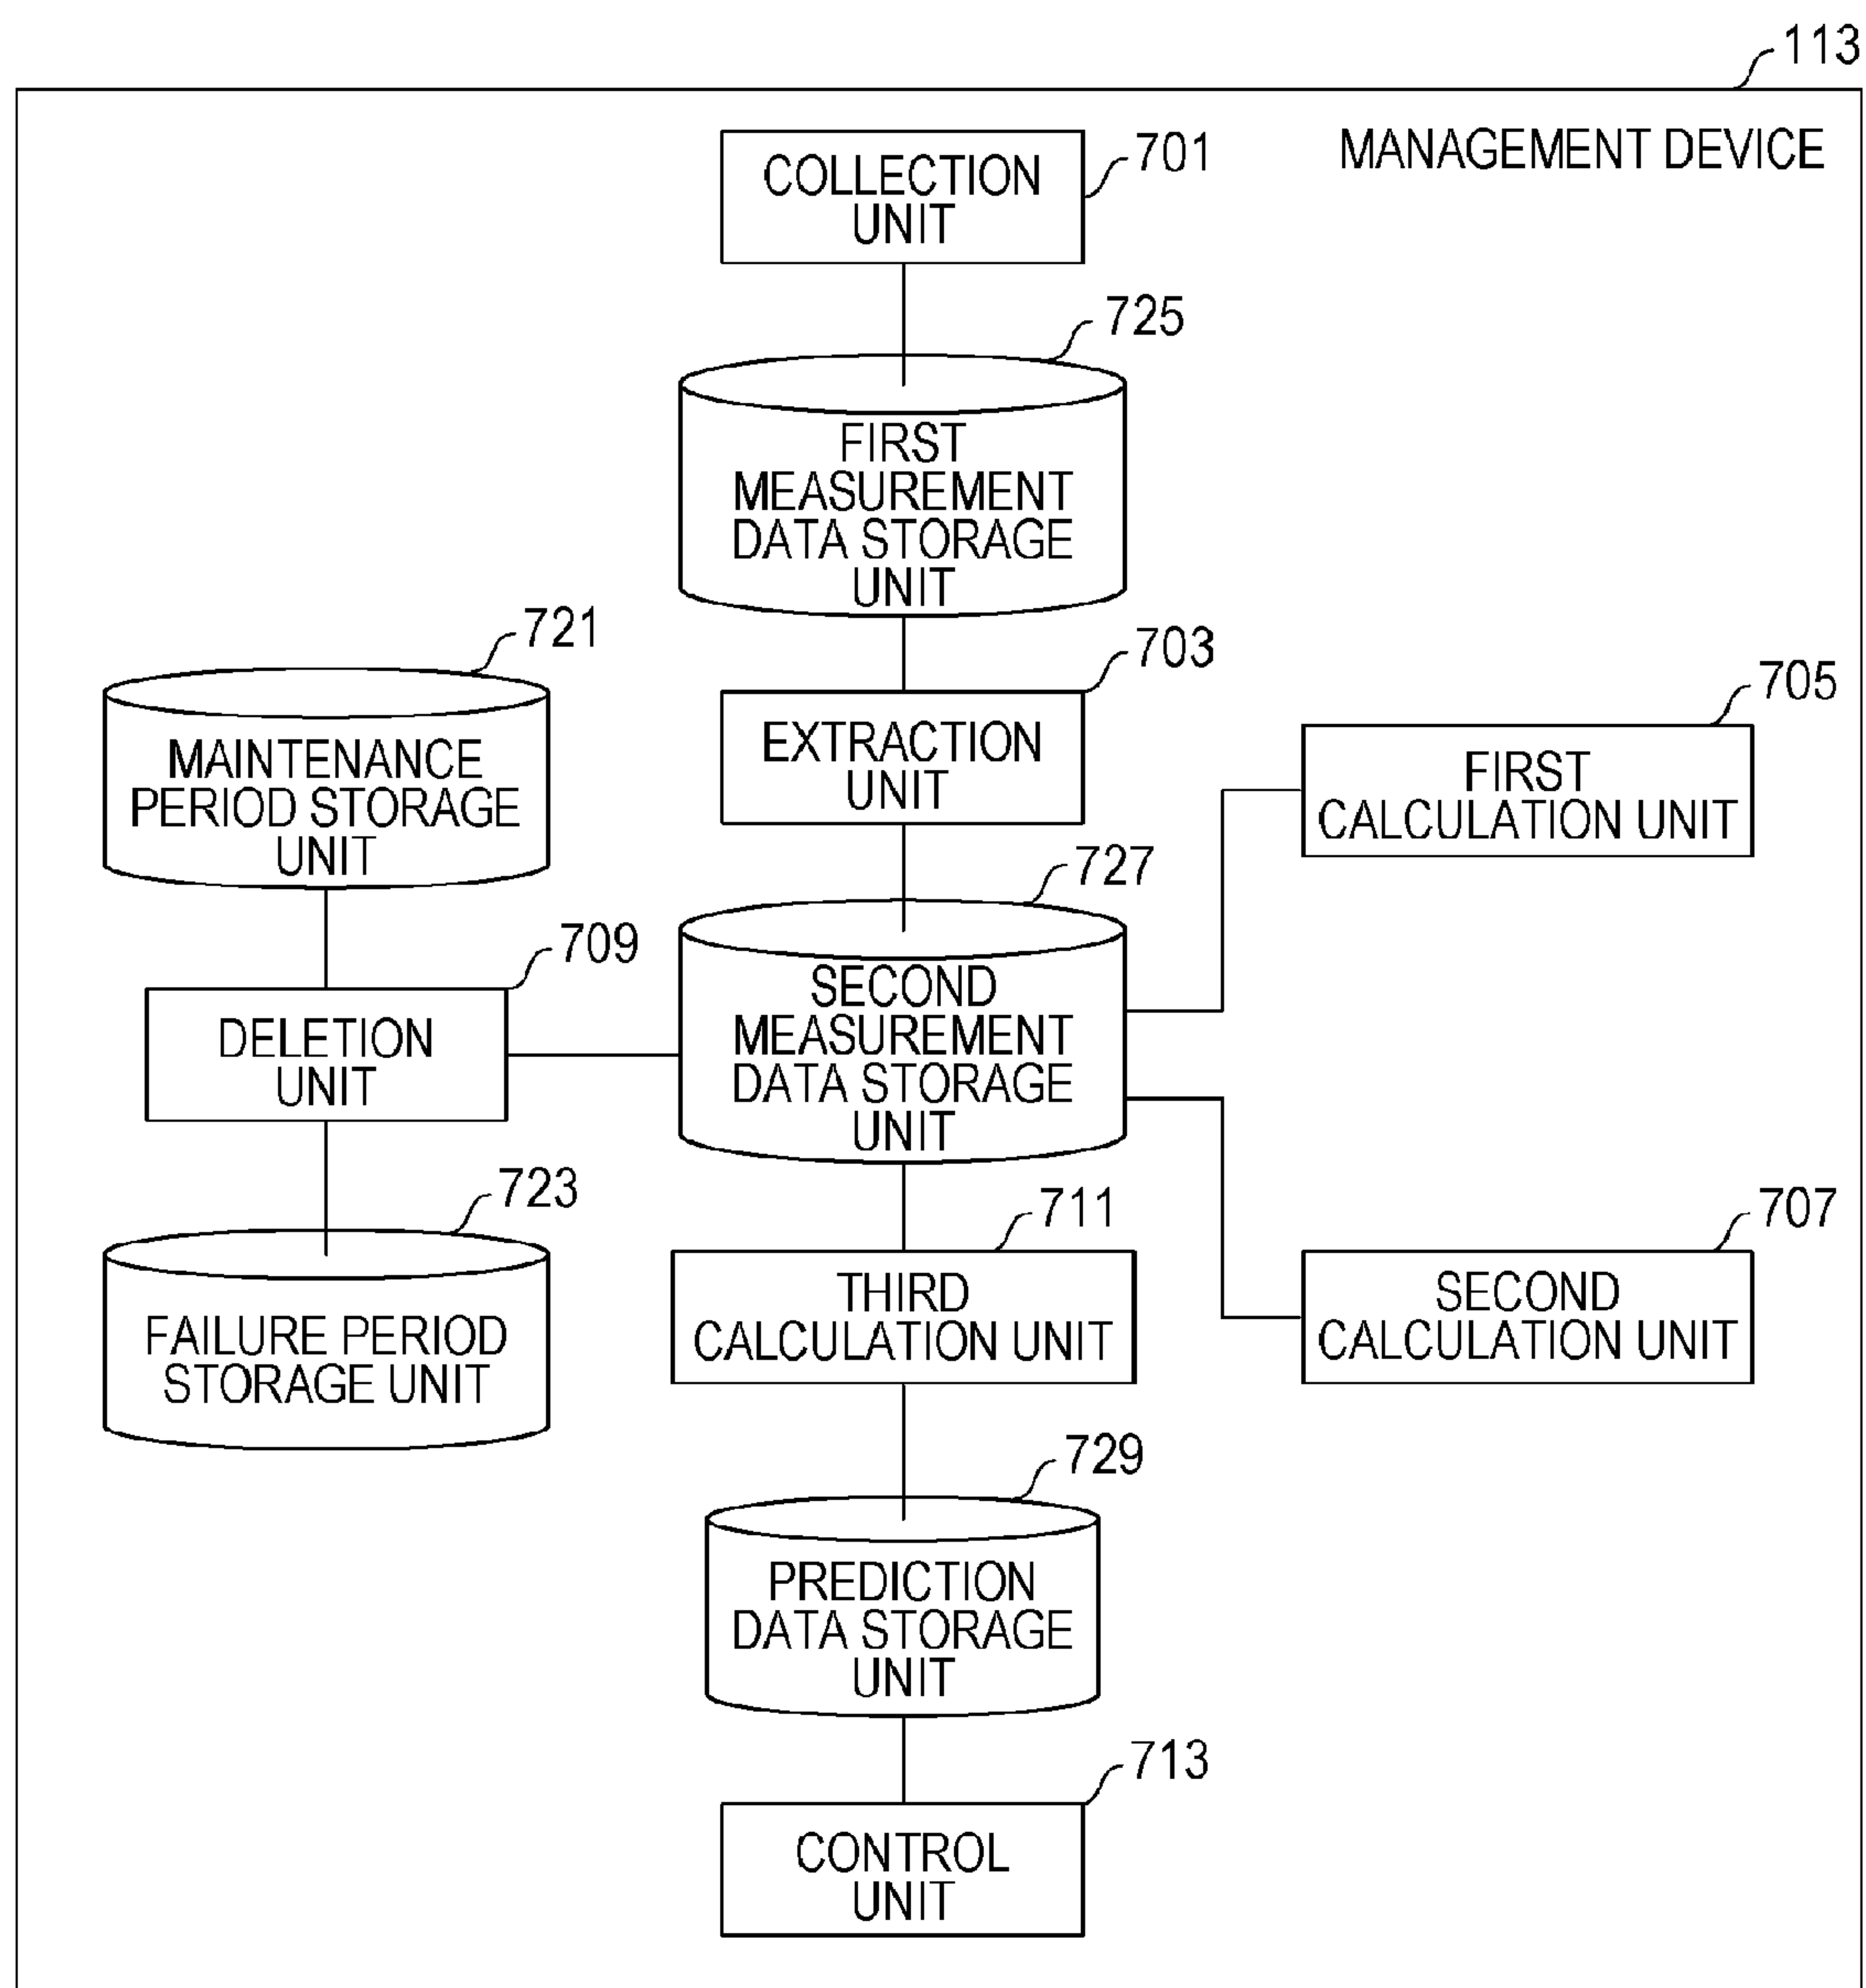 113
MANAGEMENT DEVICE
701
COLLECTION
UNIT
725
FIRST
MEASUREMENT
DATA STORAGE
UNIT
721
MAINTENANCE
PERIOD STORAGE
UNIT
703
EXTRACTION
UNIT
705
FIRST
CALCULATION UNIT
709
DELETION
UNIT
727
SECOND
MEASUREMENT
DATA STORAGE
UNIT
723
FAILURE PERIOD
STORAGE UNIT
711
THIRD
CALCULATION UNIT
707
SECOND
CALCULATION UNIT
729
PREDICTION
DATA STORAGE
UNIT
713
CONTROL
UNIT